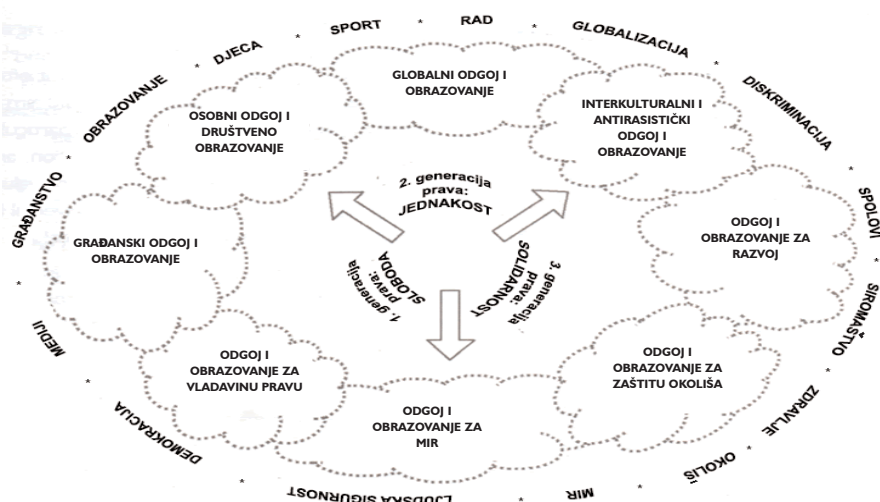 SPORT * RAD * GLOBALIZACIJA * DISKRIMINACIJA * SPOLOVI * SIROMAŠTVO * ZDRAVLJE * OKOLIŠ * MIR * LJUDSKA SIGURNOST * DEMOKRACIJA * MEDIJI * GRAĐANSTVO * OBRAZOVANJE * DJECA *
GLOBALNI ODGOJ I
OBRAZOVANJE
INTERKULTURALNI I
ANTIRASISTIČKI
ODGOJ I
OBRAZOVANJE
ODGOJ I
OBRAZOVANJE ZA
RAZVOJ
ODGOJ I
OBRAZOVANJE ZA
ZAŠTITU OKOLIŠA
ODGOJ I
OBRAZOVANJE ZA
MIR
ODGOJ I
OBRAZOVANJE ZA
VLADAVINU PRAVU
GRAĐANSKI ODGOJ I
OBRAZOVANJE
OSOBNI ODGOJ I
DRUŠTVENO
OBRAZOVANJE
2. generacija
prava:
JEDNAKOST
3. generacija
prava:
SOLIDARNOST
1. generacija
prava:
SLOBODA